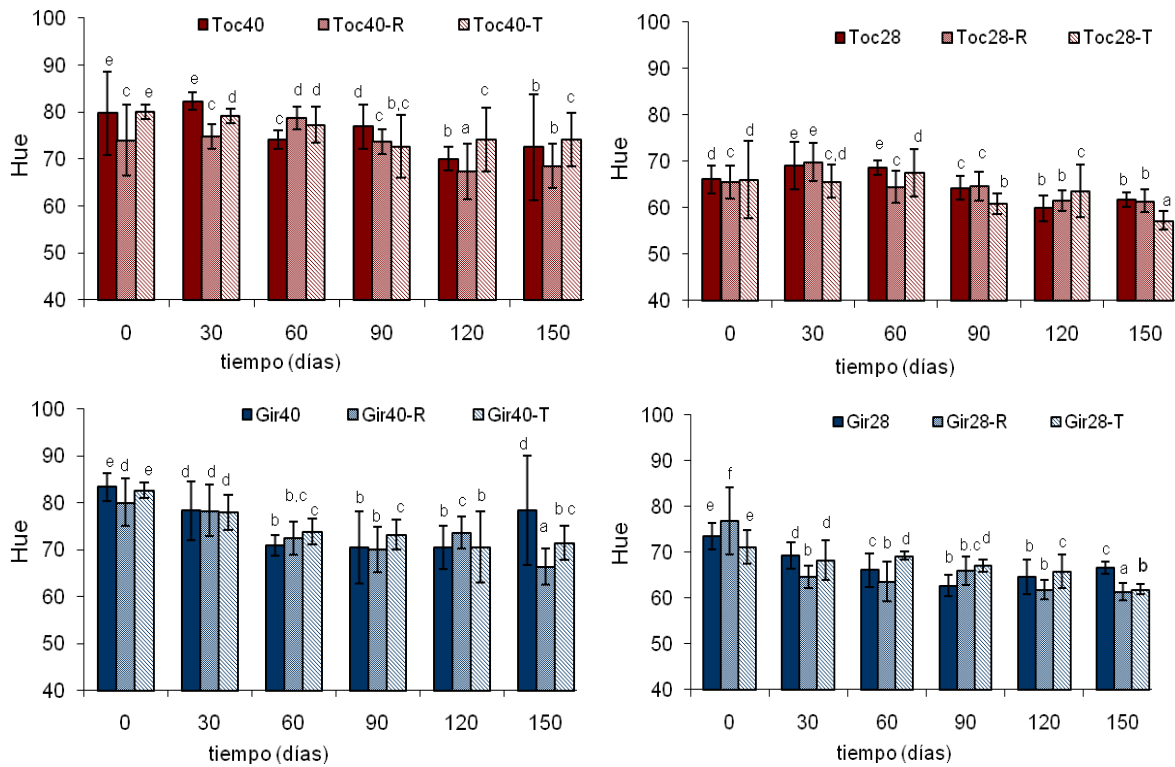 Toc40 Toc40-R Toc40-T
100
90
80
70
60
50
40
Hue
e c e
e c d
c d d
d c b,c
b a c
b b c
0 30 60 90 120 150
tiempo (días)
Toc28 Toc28-R Toc28-T
100
90
80
70
60
50
40
Hue
d c d
e e c,d
e c d
c c b
b b c
b b a
0 30 60 90 120 150
tiempo (días)
Gir40 Gir40-R Gir40-T
100
90
80
70
60
50
40
Hue
e d e
d d d
b b,c c
b b c
b c b
d a b c
0 30 60 90 120 150
tiempo (días)
Gir28 Gir28-R Gir28-T
100
90
80
70
60
50
40
Hue
e f e
d b d
c b d
b b,c d
b b c
c a b
0 30 60 90 120 150
tiempo (días)